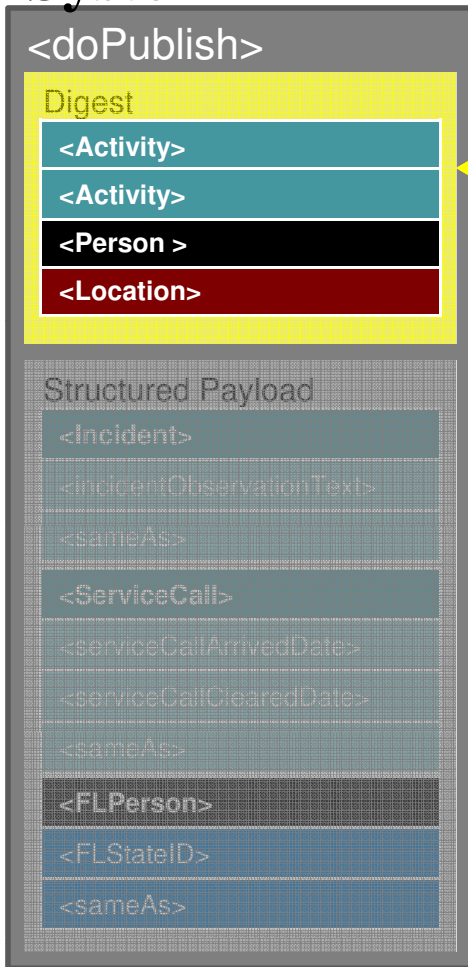 <doPublish>
Digest
<Activity>
<Activity>
<Person >
<Location>
Structured Payload
<Incident>
<incidentObservationText>
<sameAs>
<ServiceCall>
<serviceCallArrivedDate>
<serviceCallClearedDate>
<sameAs>
<FLPerson>
<FLStateID>
<sameAs>